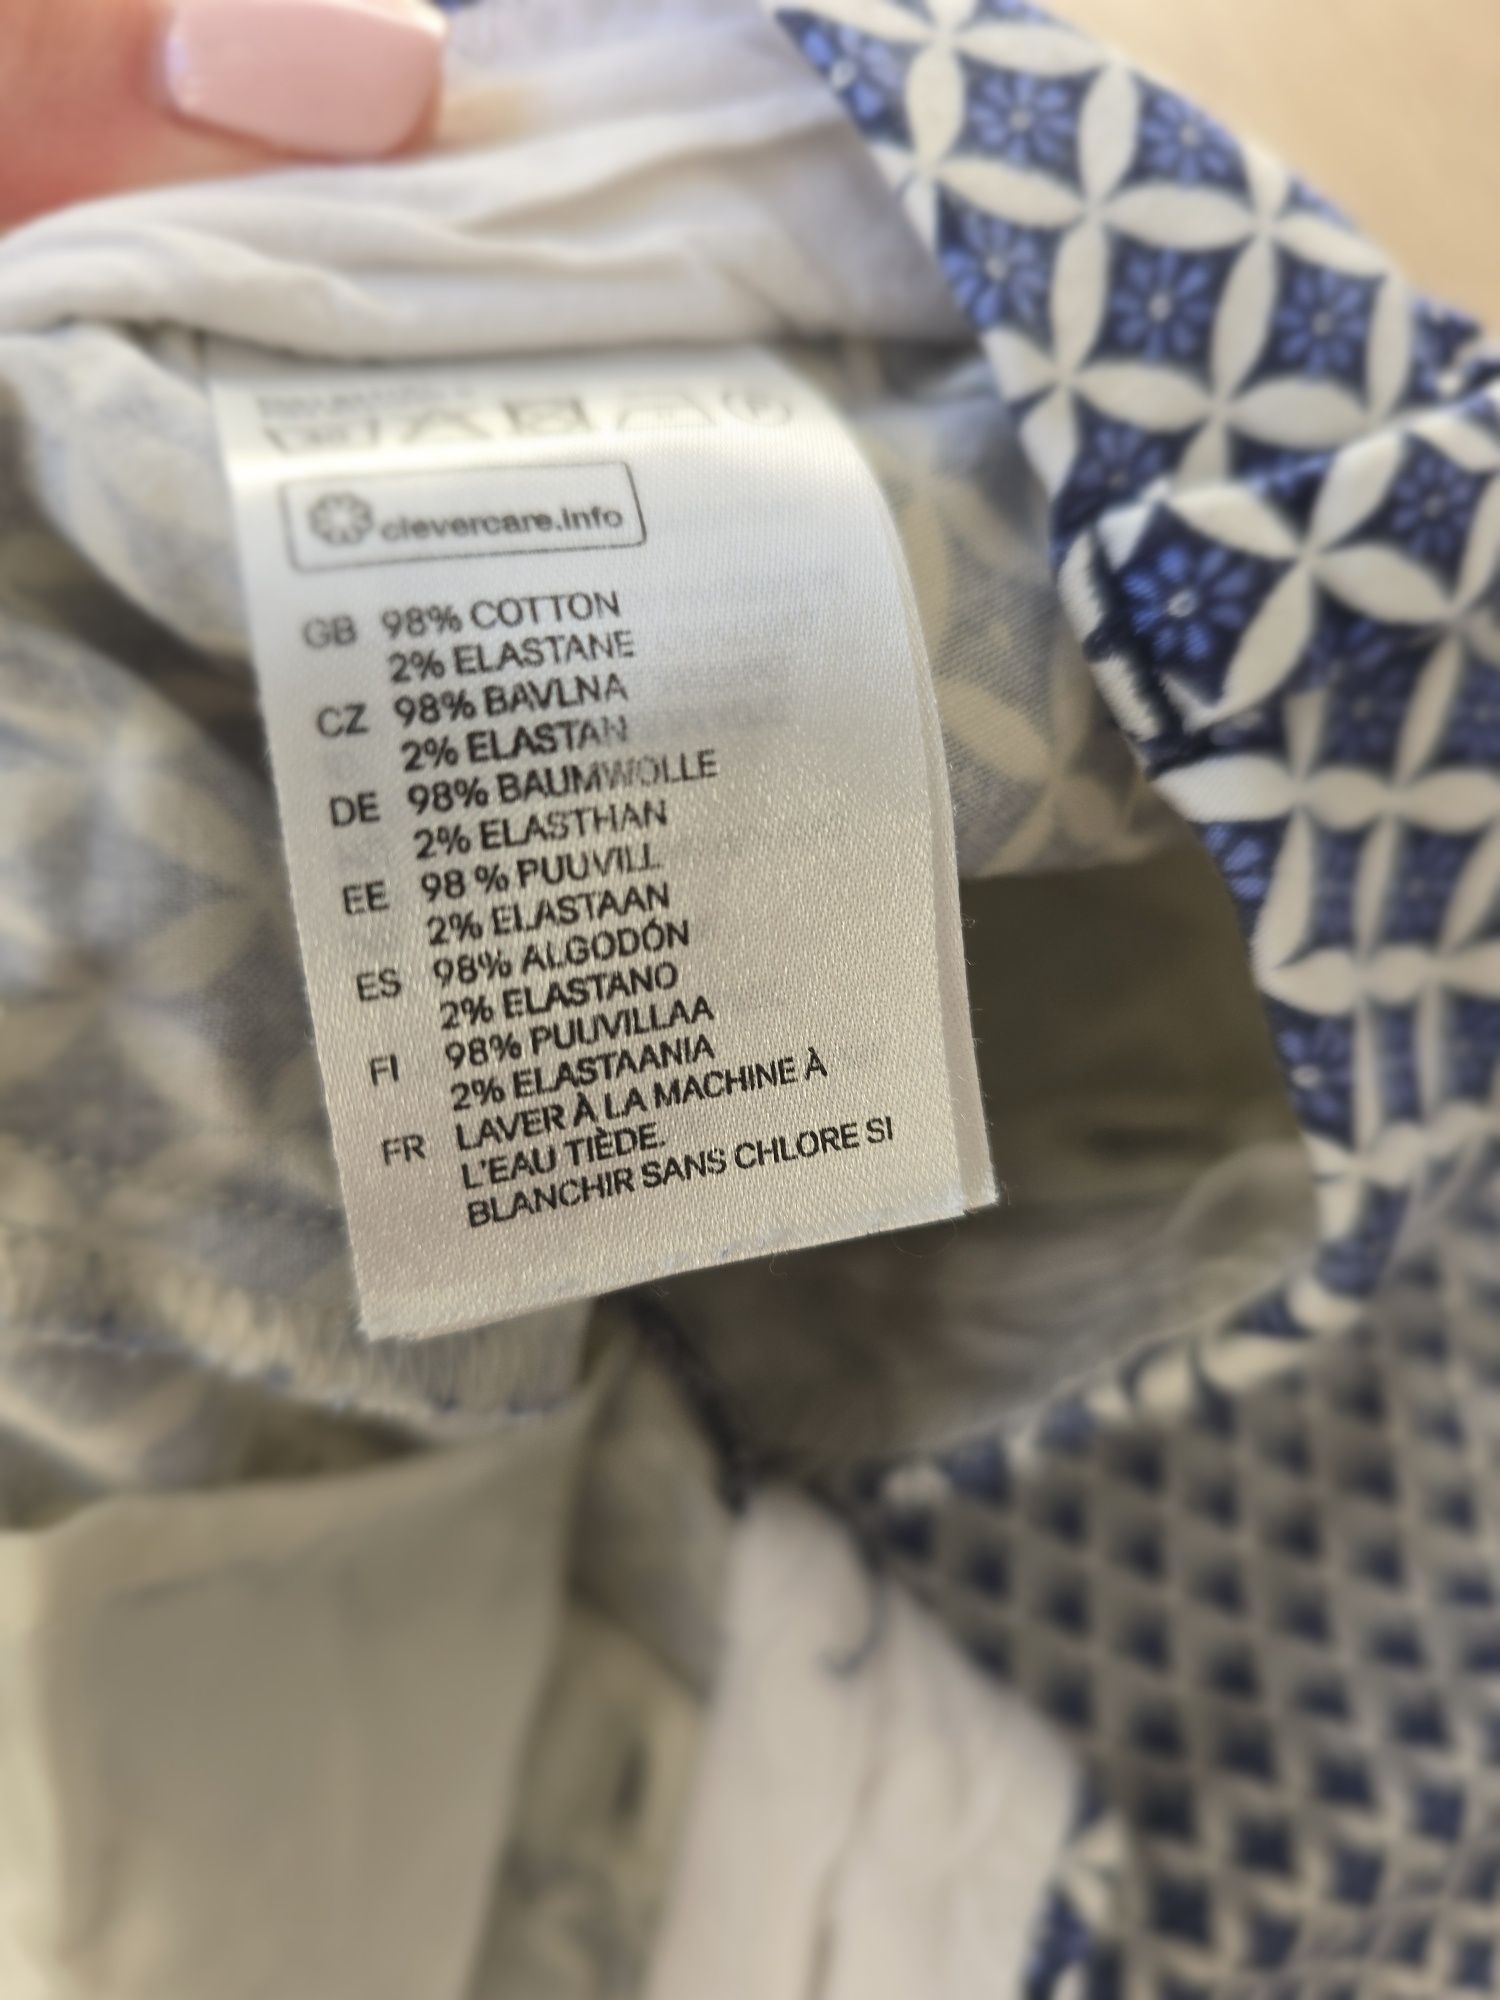 clevercare.info
GB 98% COTTON
2% ELASTANE
CZ 98% BAVLNA
2% ELASTAN
DE 98% BAUMWOLLE
2% ELASTHAN
EE 98 % PUUVILL
2% ELASTAAN
ES 98% ALGODÓN
2% ELASTANO
FI 98% PUUVILLAA
2% ELASTAANIA
FR LAVER À LA MACHINE À
L'EAU TIÈDE.
BLANCHIR SANS CHLORE SI